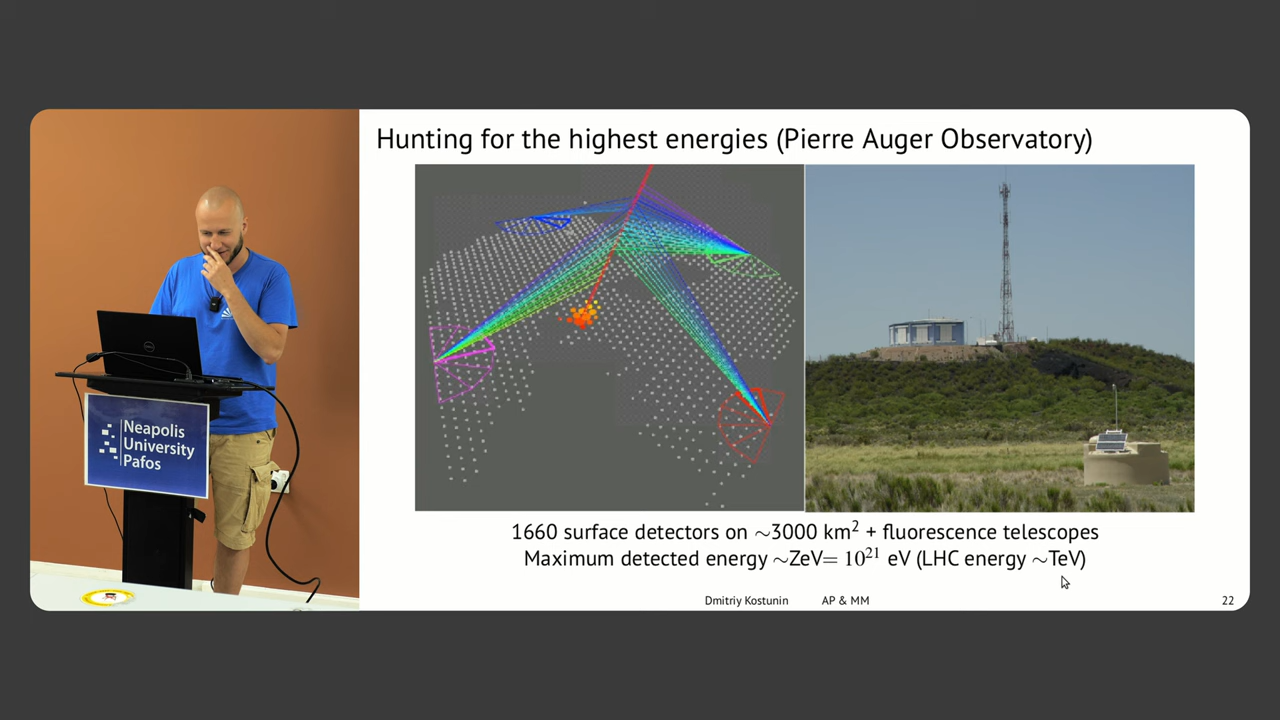 Hunting for the highest energies (Pierre Auger Observatory)
Neapolis
University
Pafos
1660 surface detectors on ∼3000 km² + fluorescence telescopes
Maximum detected energy ∼ZeV= 10²¹ eV (LHC energy ∼TeV)
Dmitriy Kostunin AP & MM 22